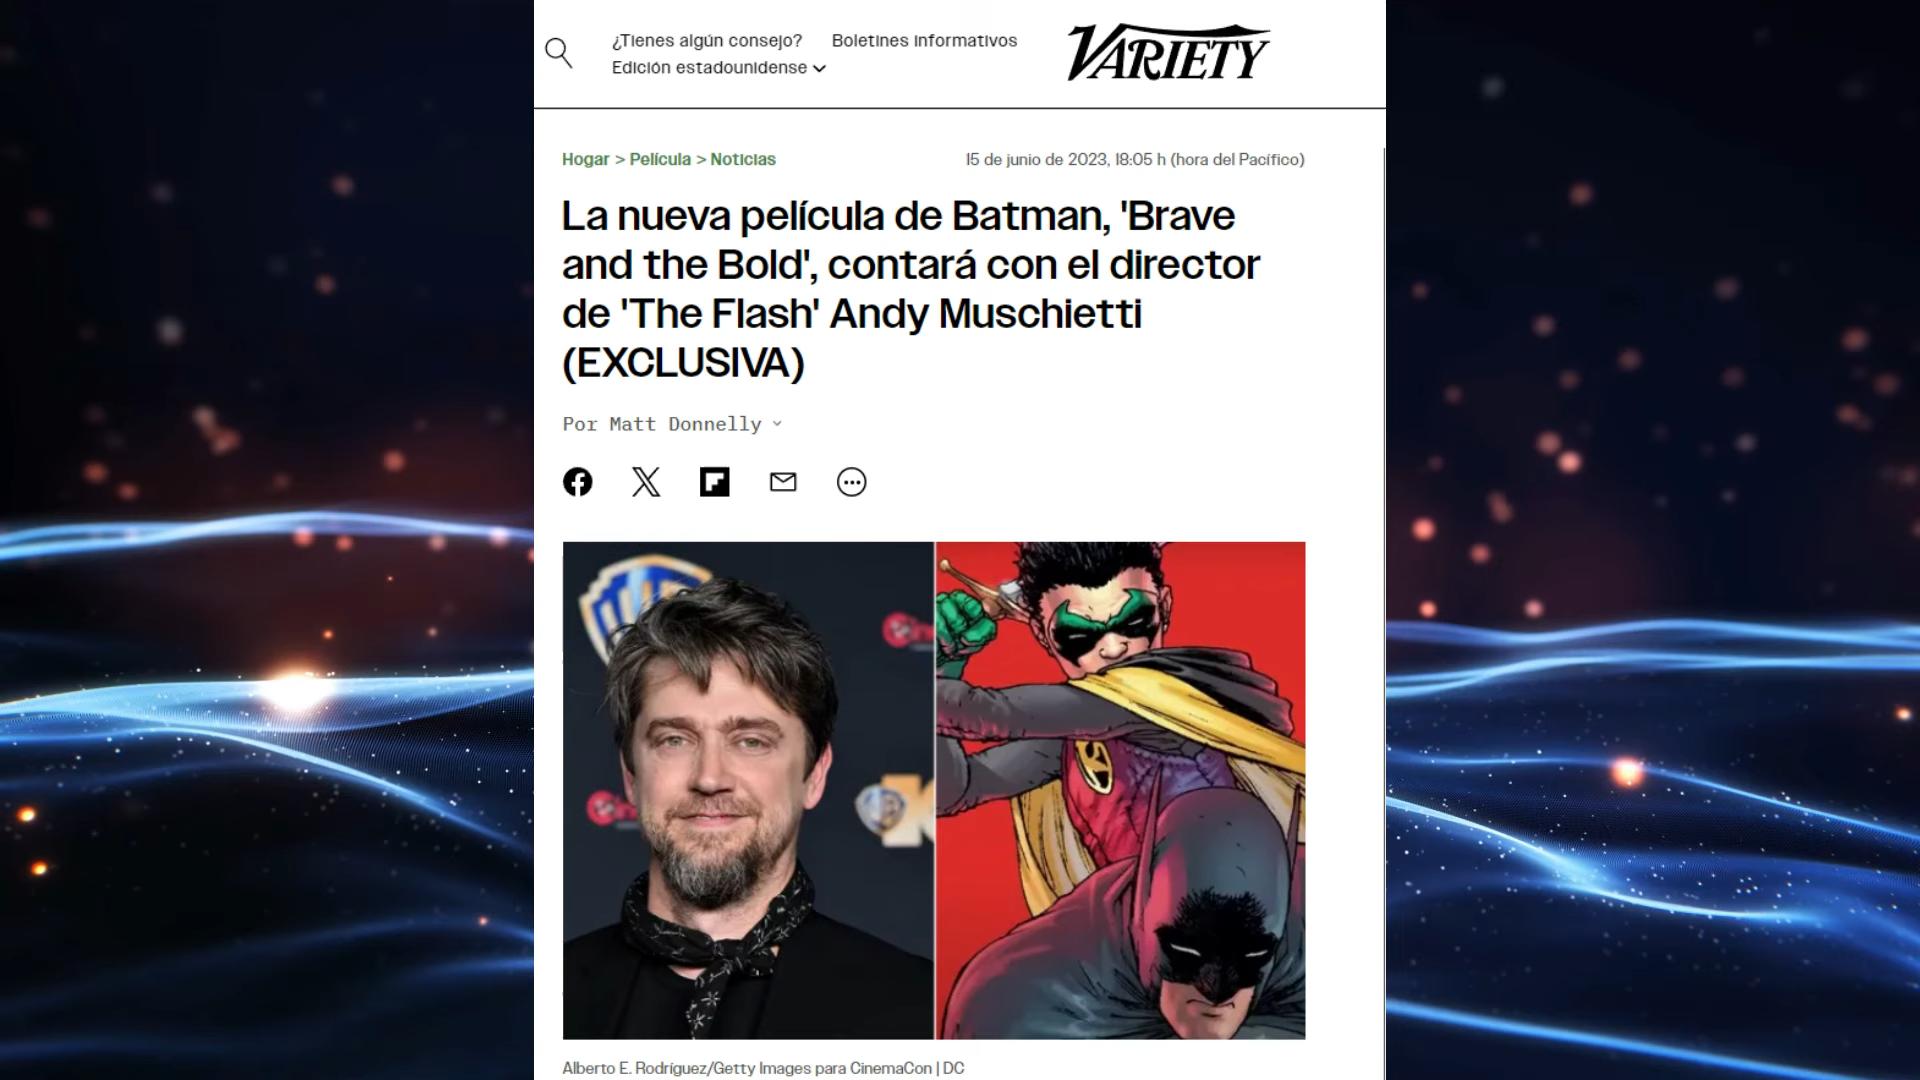 ¿Tienes algún consejo? Boletines informativos
Edición estadounidense
VARIETY
Hogar > Película > Noticias
15 de junio de 2023, 18:05 h (hora del Pacífico)
La nueva película de Batman, 'Brave
and the Bold', contará con el director
de 'The Flash' Andy Muschietti
(EXCLUSIVA)
Por Matt Donnelly
Alberto E. Rodríguez/Getty Images para CinemaCon | DC